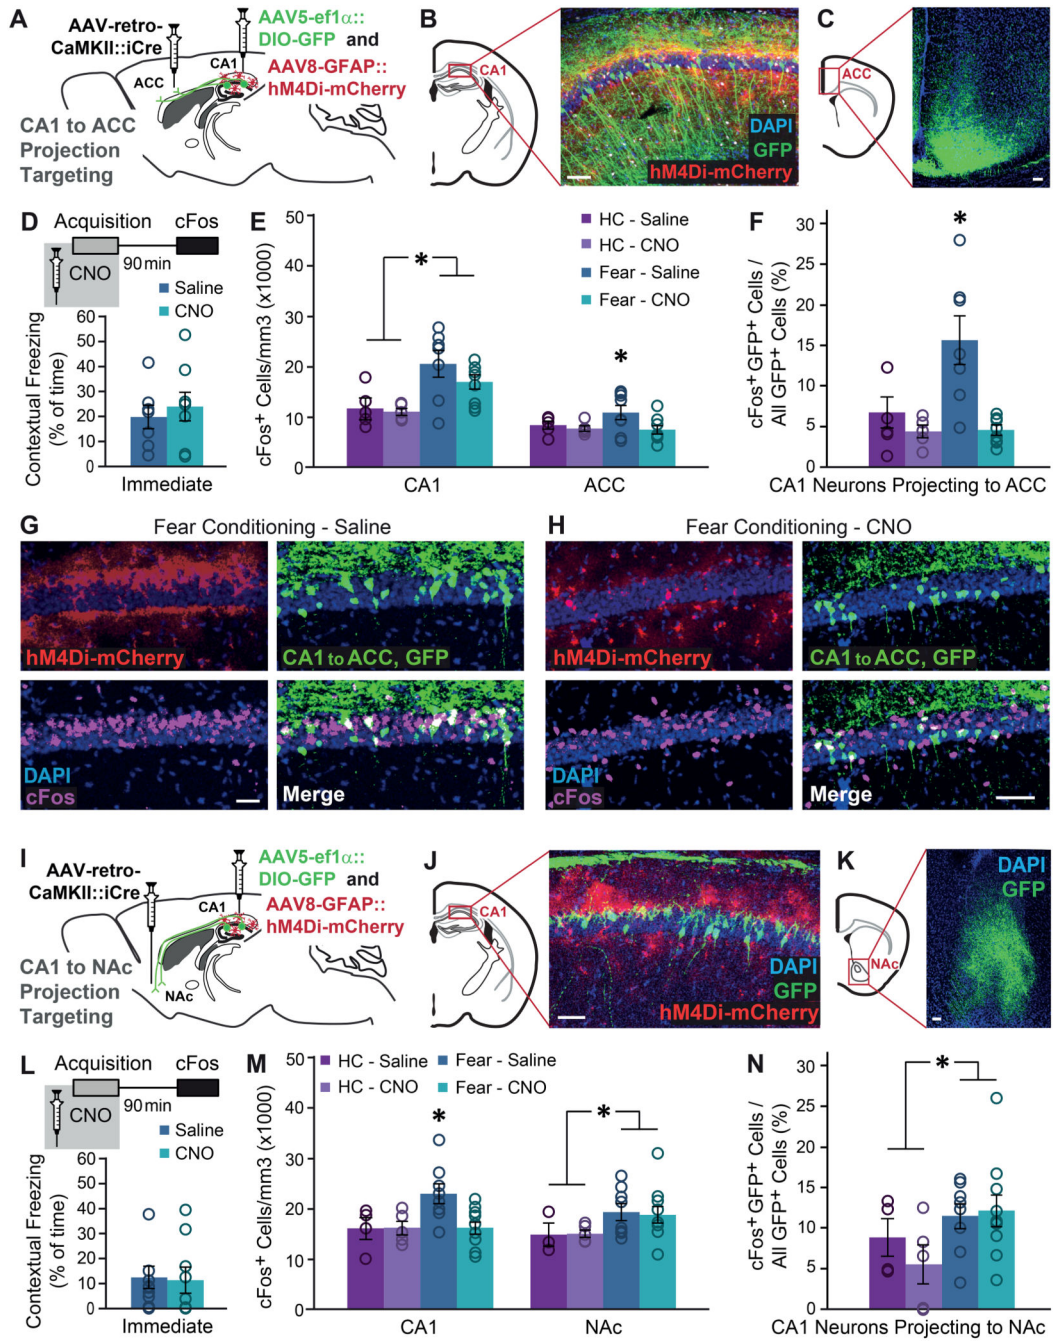 A
AAV-retro-
CaMKII::iCre
AAV5-ef1α::
DIO-GFP and
AAV8-GFAP::
hM4Di-mCherry
CA1
ACC
CA1 to ACC
Projection
Targeting
B
CA1
DAPI
GFP
hM4Di-mCherry
C
ACC
D
Acquisition
cFos
CNO
90 min
Saline
CNO
Contextual Freezing
(% of time)
60
50
40
30
20
10
0
Immediate
E
cFos+ Cells/mm3 (x1000)
50
40
30
20
10
0
*
*
HC - Saline
HC - CNO
Fear - Saline
Fear - CNO
CA1
ACC
F
cFos+ GFP+ Cells /
All GFP+ Cells (%)
30
25
20
15
10
5
0
*
CA1 Neurons Projecting to ACC
G
Fear Conditioning - Saline
hM4Di-mCherry
CA1 to ACC, GFP
DAPI
cFos
Merge
H
Fear Conditioning - CNO
hM4Di-mCherry
CA1 to ACC, GFP
DAPI
cFos
Merge
I
AAV-retro-
CaMKII::iCre
AAV5-ef1α::
DIO-GFP and
AAV8-GFAP::
hM4Di-mCherry
CA1
NAc
CA1 to NAc
Projection
Targeting
J
CA1
DAPI
GFP
hM4Di-mCherry
K
NAc
DAPI
GFP
L
Acquisition
cFos
CNO
90 min
Saline
CNO
Contextual Freezing
(% of time)
60
50
40
30
20
10
0
Immediate
M
cFos+ Cells/mm3 (x1000)
50
40
30
20
10
0
HC - Saline
HC - CNO
Fear - Saline
Fear - CNO
*
*
CA1
NAc
N
cFos+ GFP+ Cells /
All GFP+ Cells (%)
30
25
20
15
10
5
0
*
CA1 Neurons Projecting to NAc